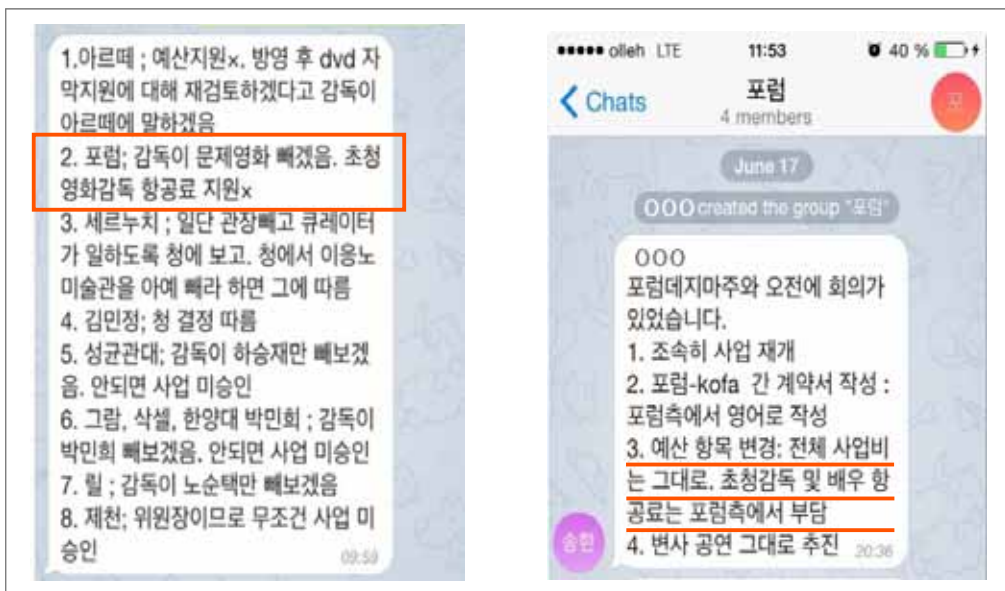 1.아르떼 ; 예산지원×. 방영 후 dvd 자
막지원에 대해 재검토하겠다고 감독이
아르떼에 말하겠음
2. 포럼; 감독이 문제영화 빼겠음. 초청
영화감독 항공료 지원×
3. 세르누치 ; 일단 관장빼고 큐레이터
가 일하도록 청에 보고. 청에서 이응노
미술관을 아예 빼라 하면 그에 따름
4. 김민정; 청 결정 따름
5. 성균관대; 감독이 하승재만 빼보겠
음. 안되면 사업 미승인
6. 그람, 삭셀, 한양대 박민희 ; 감독이
박민희 빼보겠음. 안되면 사업 미승인
7. 릴 ; 감독이 노순택만 빼보겠음
8. 제천; 위원장이므로 무조건 사업 미
승인
09:59
olleh LTE 11:53 40 %
Chats 포럼 포
4 members
June 17
OOO created the group "포럼"
OOO
포럼데지마주와 오전에 회의가
있었습니다.
1. 조속히 사업 재개
2. 포럼-kofa 간 계약서 작성 :
포럼측에서 영어로 작성
3. 예산 항목 변경: 전체 사업비
는 그대로. 초청감독 및 배우 항
공료는 포럼측에서 부담
4. 변사 공연 그대로 추진 20:36
송현